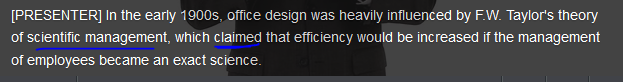 [PRESENTER] In the early 1900s, office design was heavily influenced by F.W. Taylor's theory
of scientific management, which claimed that efficiency would be increased if the management
of employees became an exact science.